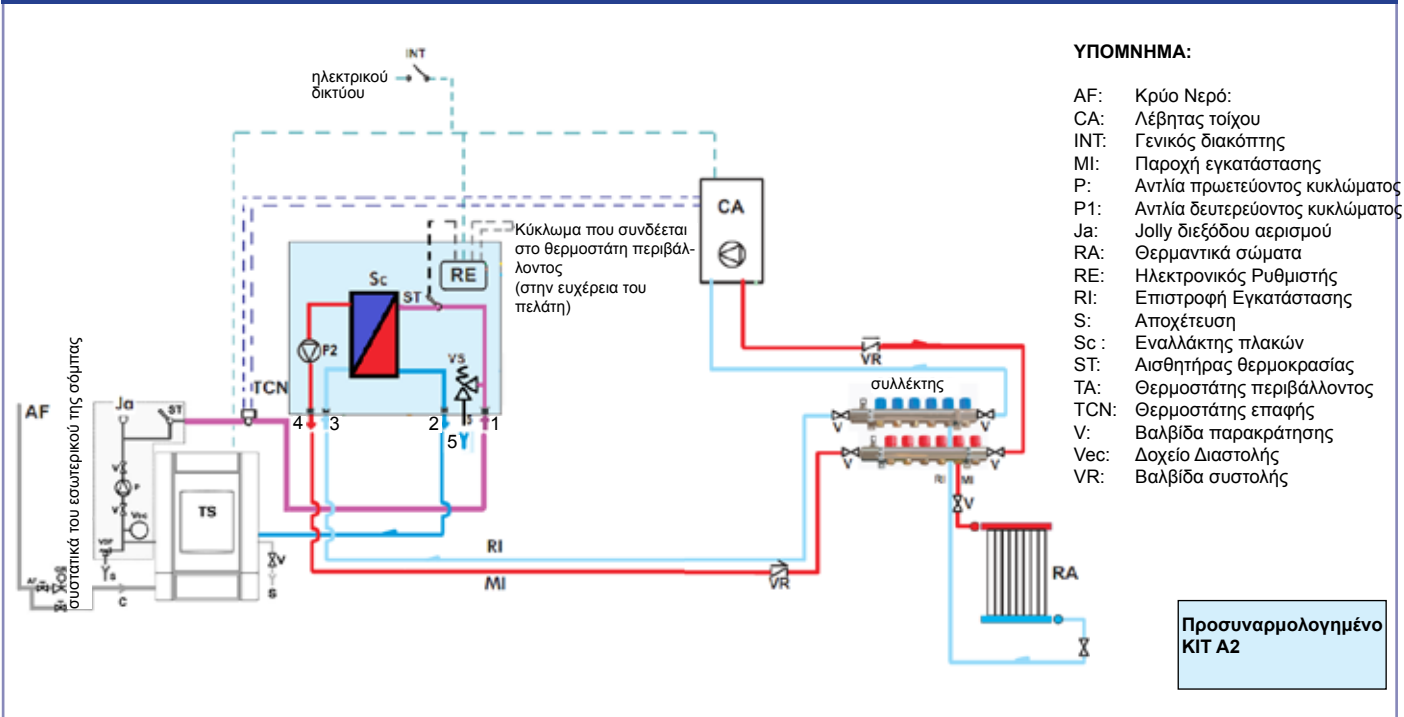 INT
ηλεκτρικού
δικτύου
CA
Κύκλωμα που συνδέεται
στο θερμοστάτη περιβάλ-
λοντος
(στην ευχέρεια του
πελάτη)
RE
Sc
ST
P2
VS
TCN
S
4
3
2
5
1
VR
συλλέκτης
V
V
V
V
RI
MI
V
AF
Ja
ST
V
P
V
Vec
S
C
TS
V
S
συστατικά του εσωτερικού της σόμπας
RI
MI
VR
RA
ΥΠΟΜΝΗΜΑ:
AF: Κρύο Νερό:
CA: Λέβητας τοίχου
INT: Γενικός διακόπτης
MI: Παροχή εγκατάστασης
P: Αντλία πρωετεύοντος κυκλώματος
P1: Αντλία δευτερεύοντος κυκλώματος
Ja: Jolly διεξόδου αερισμού
RA: Θερμαντικά σώματα
RE: Ηλεκτρονικός Ρυθμιστής
RI: Επιστροφή Εγκατάστασης
S: Αποχέτευση
Sc : Εναλλάκτης πλακών
ST: Αισθητήρας θερμοκρασίας
TA: Θερμοστάτης περιβάλλοντος
TCN: Θερμοστάτης επαφής
V: Βαλβίδα παρακράτησης
Vec: Δοχείο Διαστολής
VR: Βαλβίδα συστολής
Προσυναρμολογημένο
KIT A2